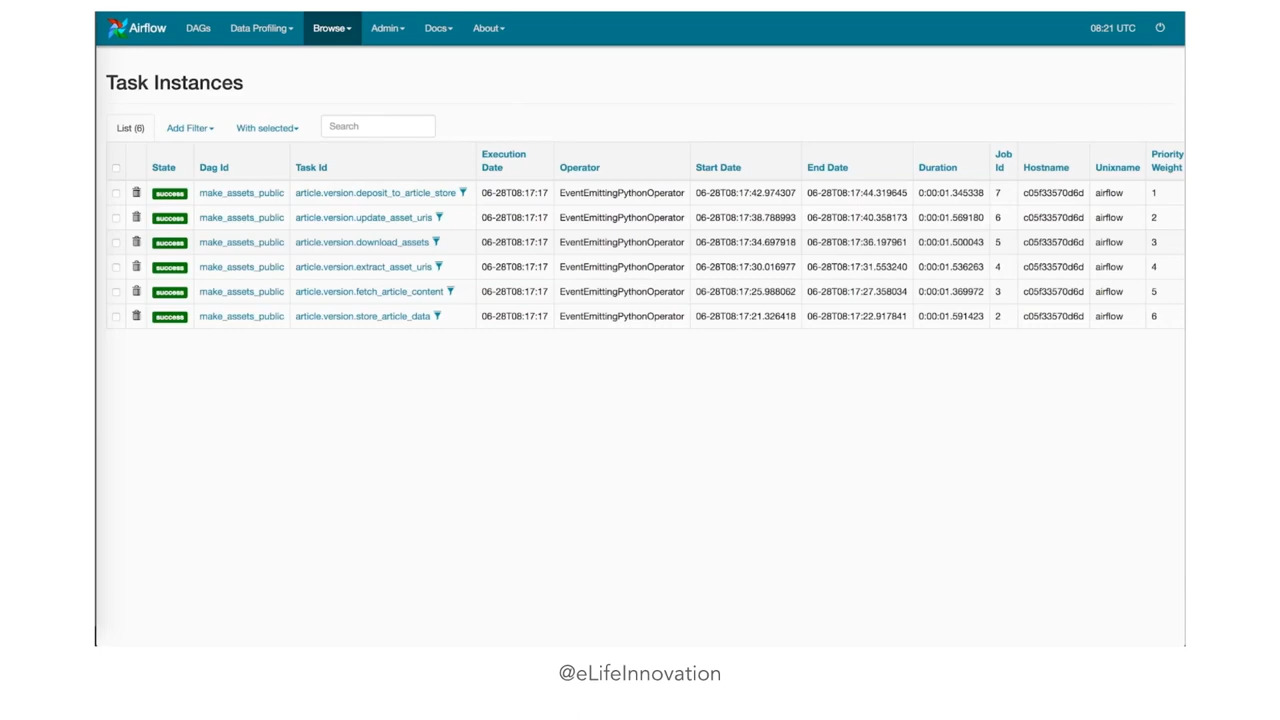 Airflow DAGs Data Profiling Browse Admin Docs About 08:21 UTC
Task Instances
List (6) Add Filter With selected Search
State Dag Id Task Id Execution Date Operator Start Date End Date Duration Job Id Hostname Unixname Priority Weight
success make_assets_public article.version.deposit_to_article_store 06-28T08:17:17 EventEmittingPythonOperator 06-28T08:17:42.974307 06-28T08:17:44.319645 0:00:01.345338 7 c05f33570d6d airflow 1
success make_assets_public article.version.update_asset_uris 06-28T08:17:17 EventEmittingPythonOperator 06-28T08:17:38.788993 06-28T08:17:40.358173 0:00:01.569180 6 c05f33570d6d airflow 2
success make_assets_public article.version.download_assets 06-28T08:17:17 EventEmittingPythonOperator 06-28T08:17:34.697918 06-28T08:17:36.197961 0:00:01.500043 5 c05f33570d6d airflow 3
success make_assets_public article.version.extract_asset_uris 06-28T08:17:17 EventEmittingPythonOperator 06-28T08:17:30.016977 06-28T08:17:31.553240 0:00:01.536263 4 c05f33570d6d airflow 4
success make_assets_public article.version.fetch_article_content 06-28T08:17:17 EventEmittingPythonOperator 06-28T08:17:25.988062 06-28T08:17:27.358034 0:00:01.369972 3 c05f33570d6d airflow 5
success make_assets_public article.version.store_article_data 06-28T08:17:17 EventEmittingPythonOperator 06-28T08:17:21.326418 06-28T08:17:22.917841 0:00:01.591423 2 c05f33570d6d airflow 6
@eLifeInnovation